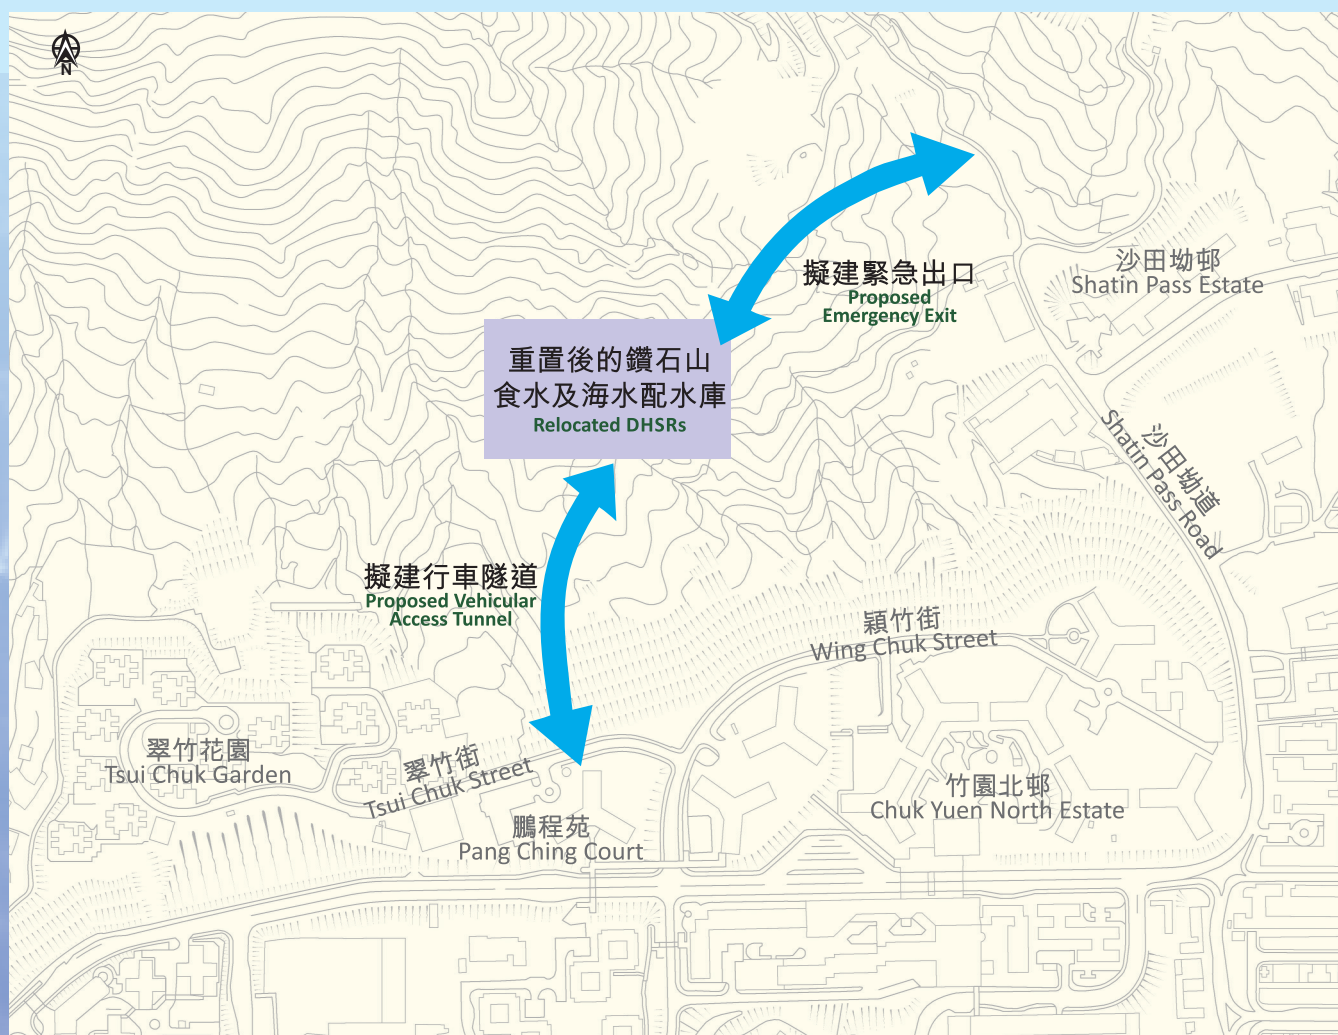 N
沙田坳邨
Shatin Pass Estate
擬建緊急出口
Proposed
Emergency Exit
重置後的鑽石山
食水及海水配水庫
Relocated DHSRs
沙田坳道
Shatin Pass Road
擬建行車隧道
Proposed Vehicular
Access Tunnel
穎竹街
Wing Chuk Street
翠竹花園
Tsui Chuk Garden
翠竹街
Tsui Chuk Street
竹園北邨
Chuk Yuen North Estate
鵬程苑
Pang Ching Court